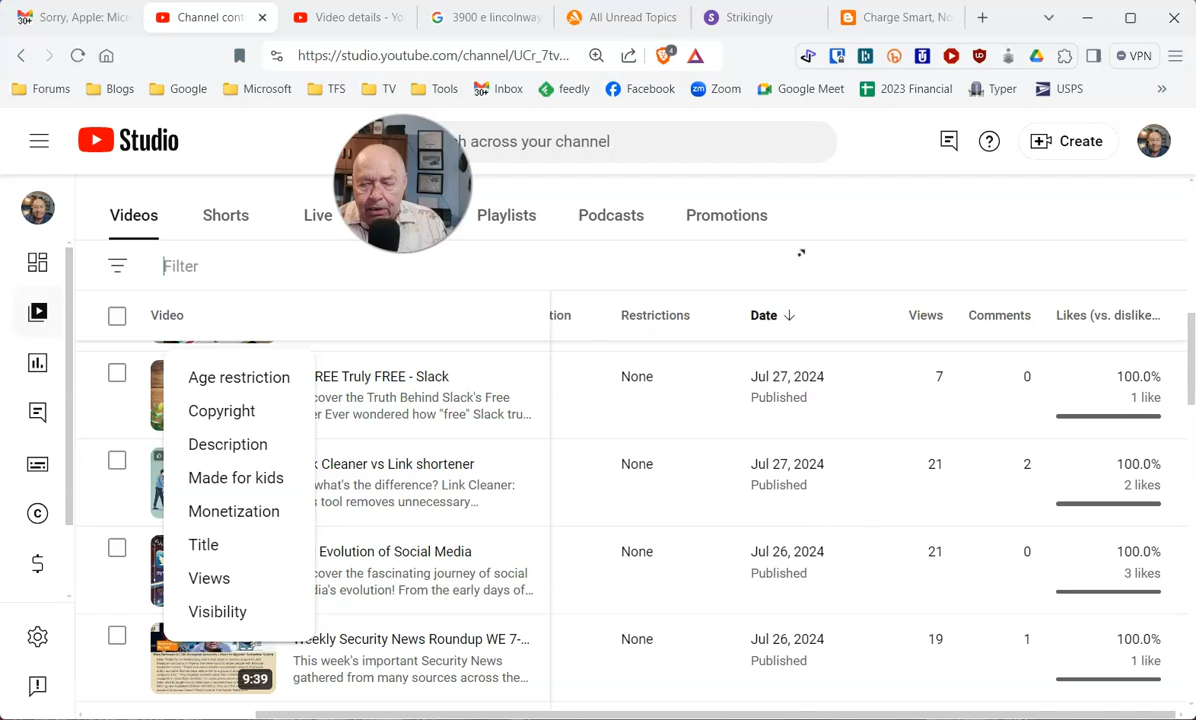 Sorry, Apple: Mic
Channel cont
Video details - Yo
3900 e lincolnway
All Unread Topics
Strikingly
Charge Smart, No
https://studio.youtube.com/channel/UCr_7tv...
4
VPN
Forums
Blogs
Google
Microsoft
TFS
TV
Tools
Inbox
feedly
Facebook
Zoom
Google Meet
2023 Financial
Typer
USPS
Studio
h across your channel
Create
Videos
Shorts
Live
Playlists
Podcasts
Promotions
Filter
Video
tion
Restrictions
Date
Views
Comments
Likes (vs. dislike...
Age restriction
Copyright
Description
Made for kids
Monetization
Title
Views
Visibility
REE Truly FREE - Slack
cover the Truth Behind Slack's Free
r Ever wondered how "free" Slack tru...
None
Jul 27, 2024
Published
7
0
100.0%
1 like
k Cleaner vs Link shortener
what's the difference? Link Cleaner:
s tool removes unnecessary...
None
Jul 27, 2024
Published
21
2
100.0%
2 likes
Evolution of Social Media
cover the fascinating journey of social
dia's evolution! From the early days of...
None
Jul 26, 2024
Published
21
0
100.0%
3 likes
9:39
Weekly Security News Roundup WE 7-...
This week's important Security News
gathered from many sources across the...
None
Jul 26, 2024
Published
19
1
100.0%
1 like